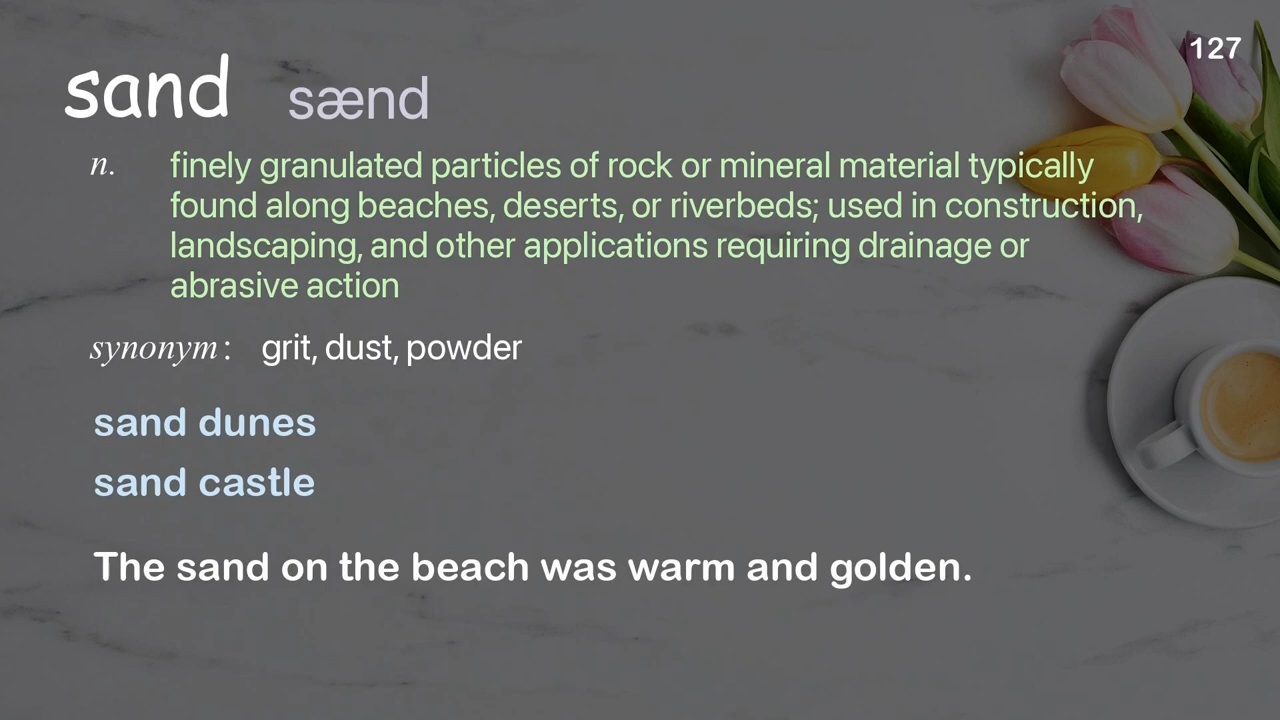 127
sand sænd
n. finely granulated particles of rock or mineral material typically
found along beaches, deserts, or riverbeds; used in construction,
landscaping, and other applications requiring drainage or
abrasive action
synonym: grit, dust, powder
sand dunes
sand castle
The sand on the beach was warm and golden.